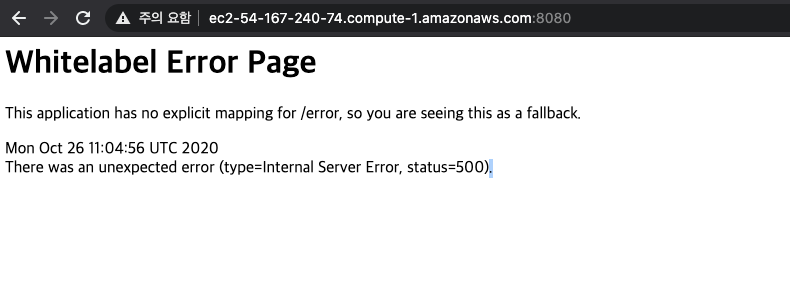 주의 요함 ec2-54-167-240-74.compute-1.amazonaws.com:8080
Whitelabel Error Page
This application has no explicit mapping for /error, so you are seeing this as a fallback.
Mon Oct 26 11:04:56 UTC 2020
There was an unexpected error (type=Internal Server Error, status=500).